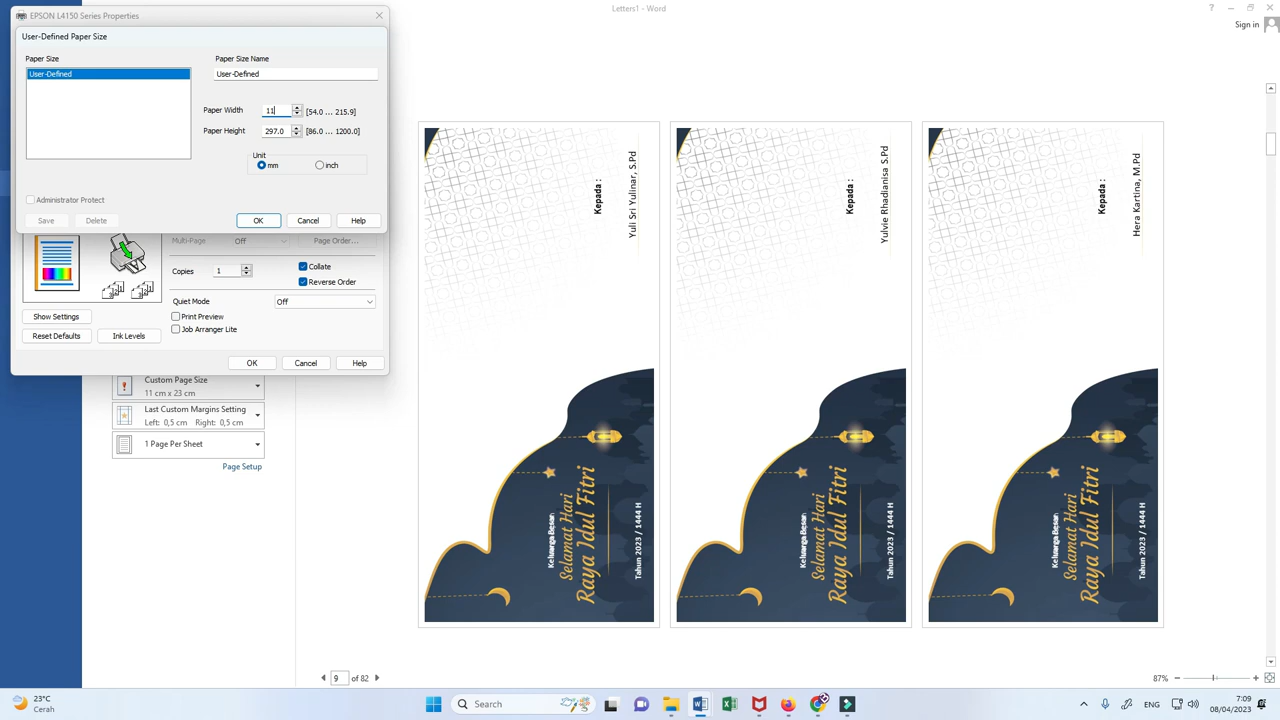 EPSON L4150 Series Properties
Letters1 - Word
Sign in
User-Defined Paper Size
Paper Size
Paper Size Name
User-Defined
User-Defined
Paper Width 11 [54.0 ... 215.9]
Paper Height 297.0 [86.0 ... 1200.0]
Unit
mm inch
Administrator Protect
Save Delete OK Cancel Help
Multi-Page Off Page Order...
Copies 1 Collate
Reverse Order
Quiet Mode Off
Show Settings
Print Preview
Job Arranger Lite
Reset Defaults Ink Levels
OK Cancel Help
Custom Page Size
11 cm x 23 cm
Last Custom Margins Setting
Left: 0,5 cm Right: 0,5 cm
1 Page Per Sheet
Page Setup
Kepada :
Yuli Sri Yulinar, S.Pd
Keluarga Besar
Selamat Hari
Raya Idul Fitri
Tahun 2023 / 1444 H
Kepada :
Rhadianisa S.Pd
Keluarga Besar
Selamat Hari
Raya Idul Fitri
Tahun 2023 / 1444 H
Kepada :
Hera Marina, M.Pd
Keluarga Besar
Selamat Hari
Raya Idul Fitri
Tahun 2023 / 1444 H
9 of 82
87%
23°C
Cerah
Search
ENG
7:09
08/04/2023